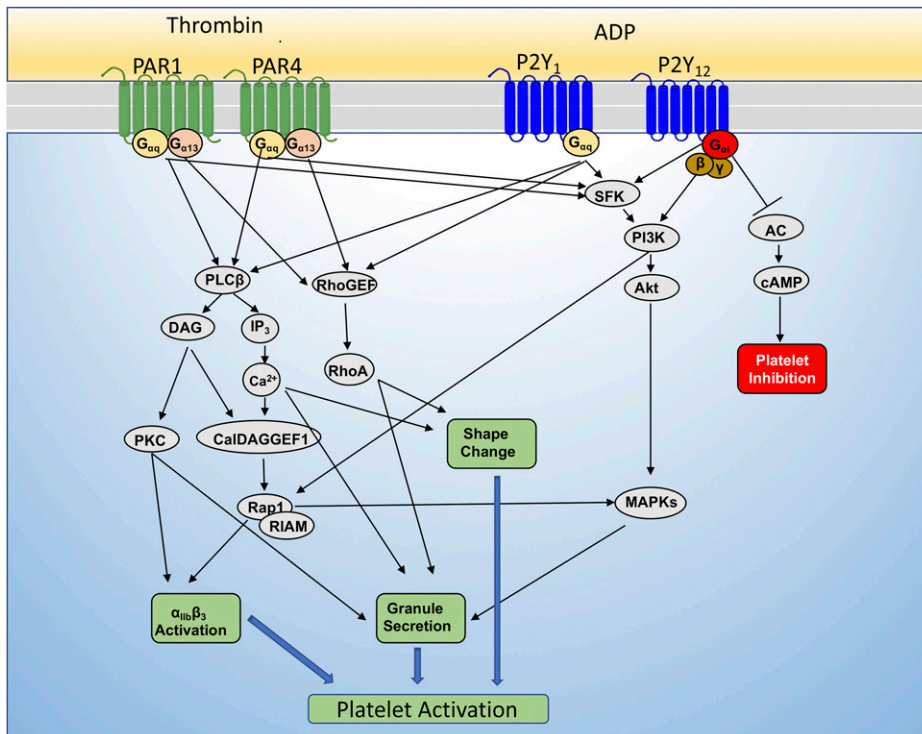 Thrombin
ADP
PAR1
PAR4
P2Y₁
P2Y₁₂
Gαq
Gα13
Gαq
Gα13
Gαq
Gαi
β
γ
SFK
PI3K
AC
PLCβ
RhoGEF
Akt
cAMP
DAG
IP₃
RhoA
Platelet
Inhibition
Ca²⁺
PKC
CalDAGGEF1
Shape
Change
Rap1
RIAM
MAPKs
αIIbβ₃
Activation
Granule
Secretion
Platelet Activation